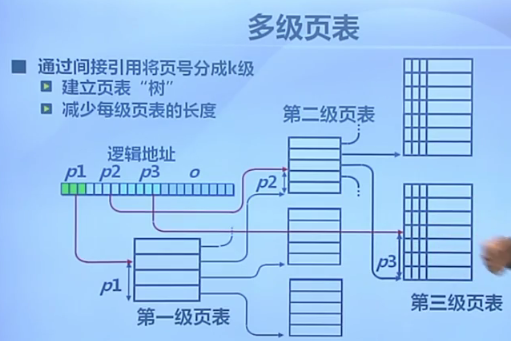 多级页表
通过间接引用将页号分成k级
建立页表“树”
减少每级页表的长度
第二级页表
逻辑地址
p1 p2 p3 o
p2
p3
p1
第一级页表
第三级页表